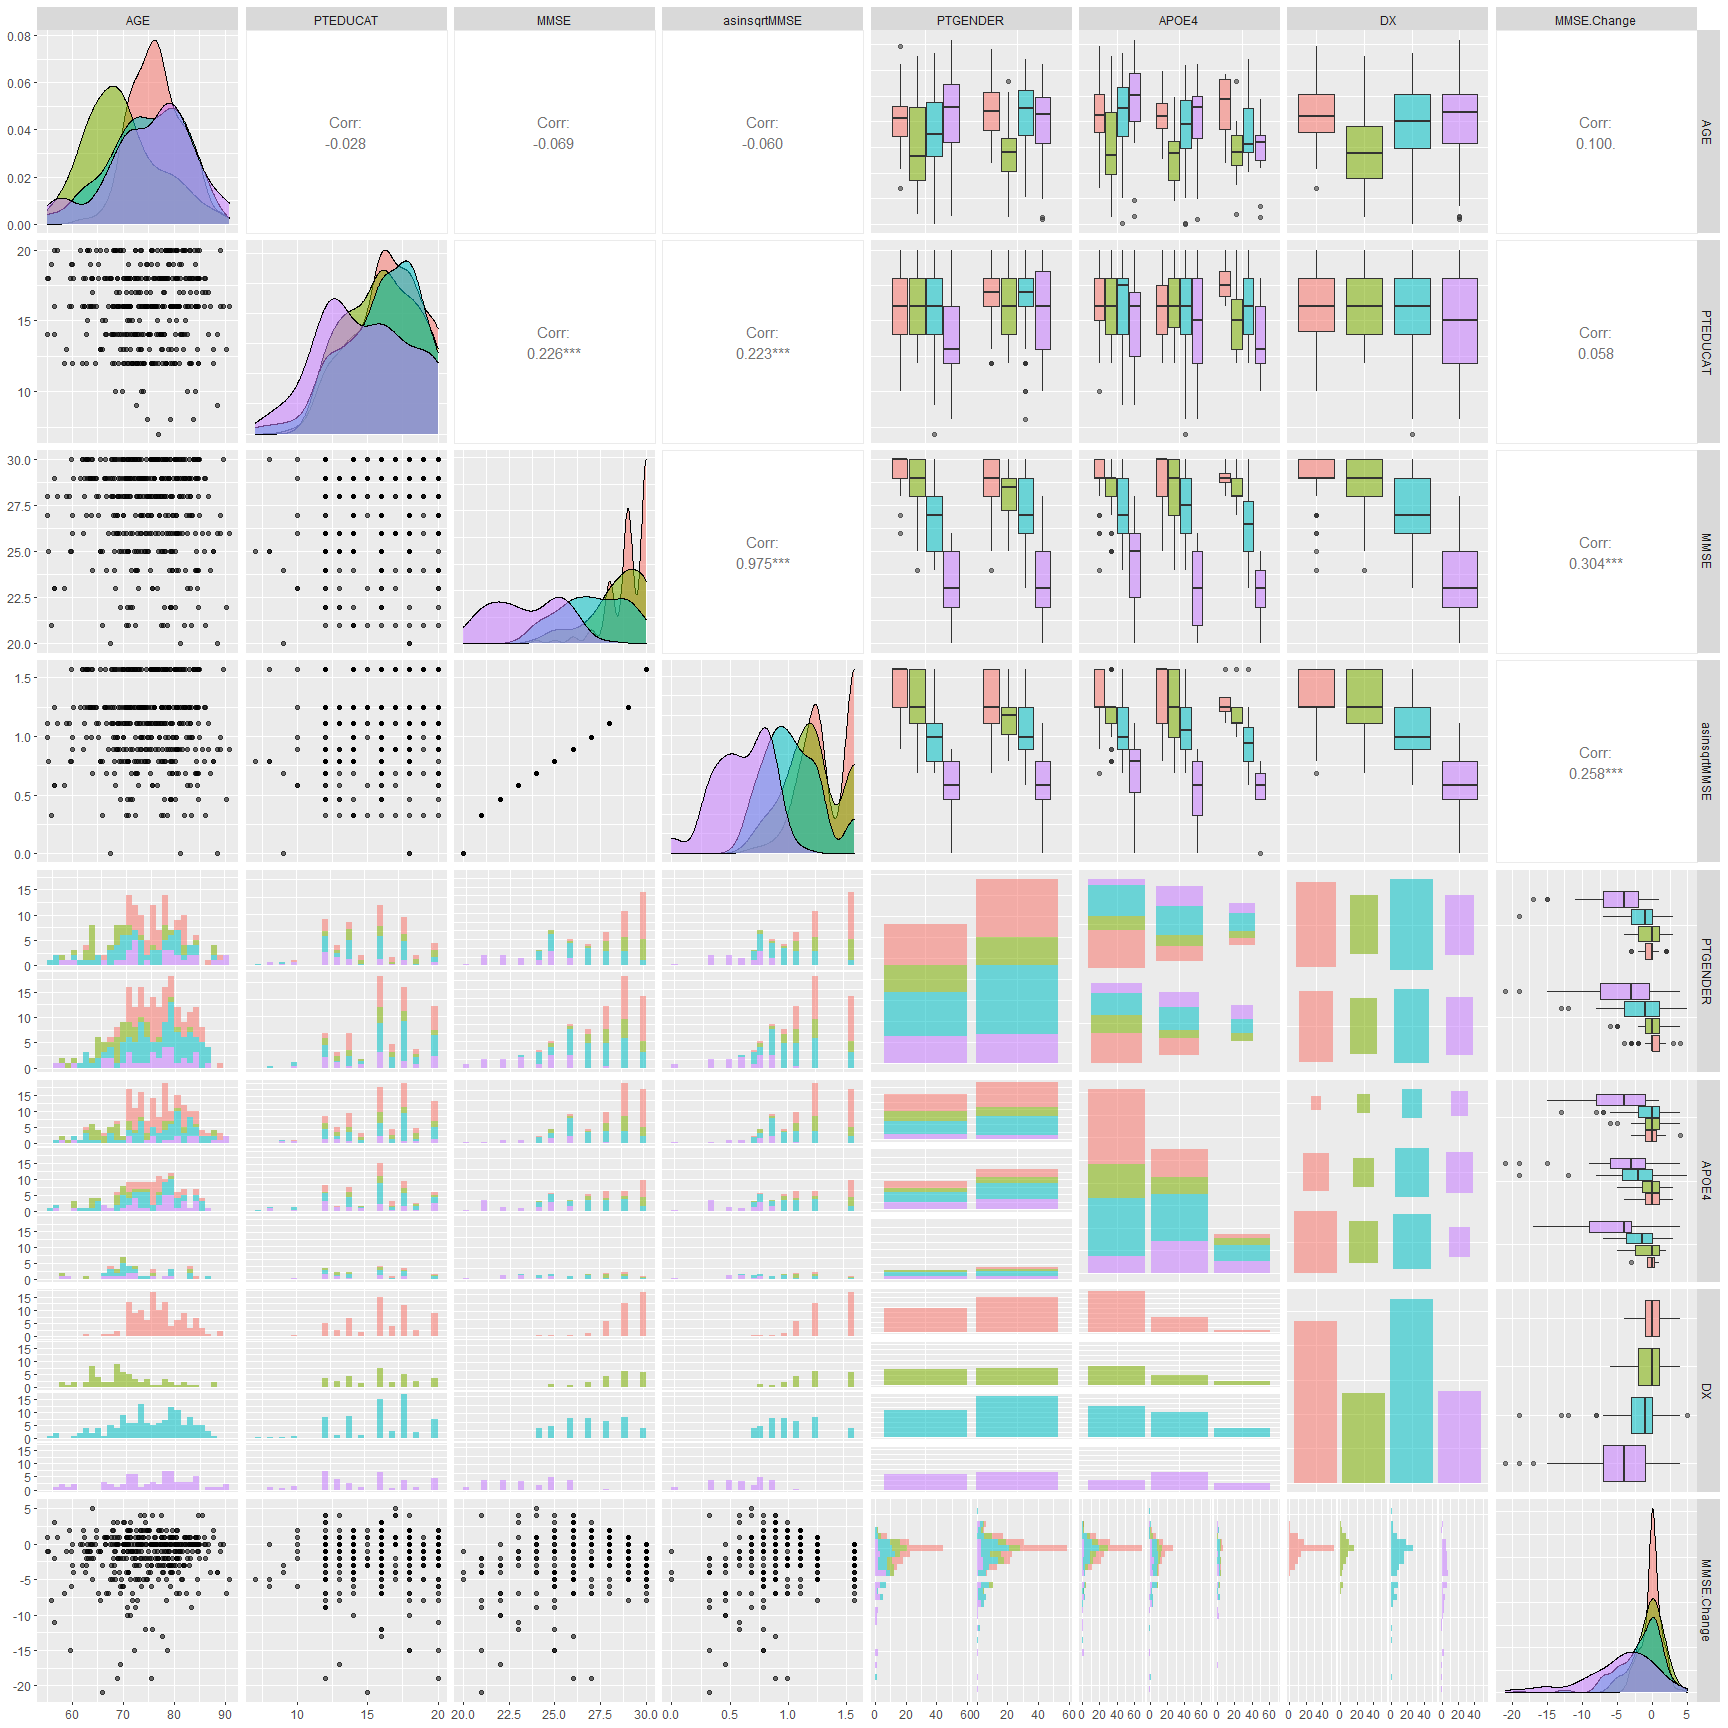 AGE PTEDUCAT MMSE asinsqrtMMSE PTGENDER APOE4 DX MMSE.Change
0.08
0.06
0.04
0.02
0.00
Corr:
-0.028
Corr:
-0.069
Corr:
-0.060
Corr:
0.100.
AGE
20
15
10
Corr:
0.226***
Corr:
0.223***
Corr:
0.058
PTEDUCAT
30.0
27.5
25.0
22.5
20.0
Corr:
0.975***
Corr:
0.304***
MMSE
1.5
1.0
0.5
0.0
Corr:
0.258***
asinsqrtMMSE
15
10
5
0
15
10
5
0
PTGENDER
15
10
5
0
15
10
5
0
15
10
5
0
APOE4
15
10
5
0
15
10
5
0
15
10
5
0
15
10
5
0
DX
5
0
-5
-10
-15
-20
MMSE.Change
60 70 80 90
10 15 20
20.0 22.5 25.0 27.5 30.0
0.0 0.5 1.0 1.5
0 20 40 60 0 20 40 60
0 20 40 60 0 20 40 60 0 20 40 60
0 20 40 0 20 40 0 20 40 0 20 40
-20 -15 -10 -5 0 5